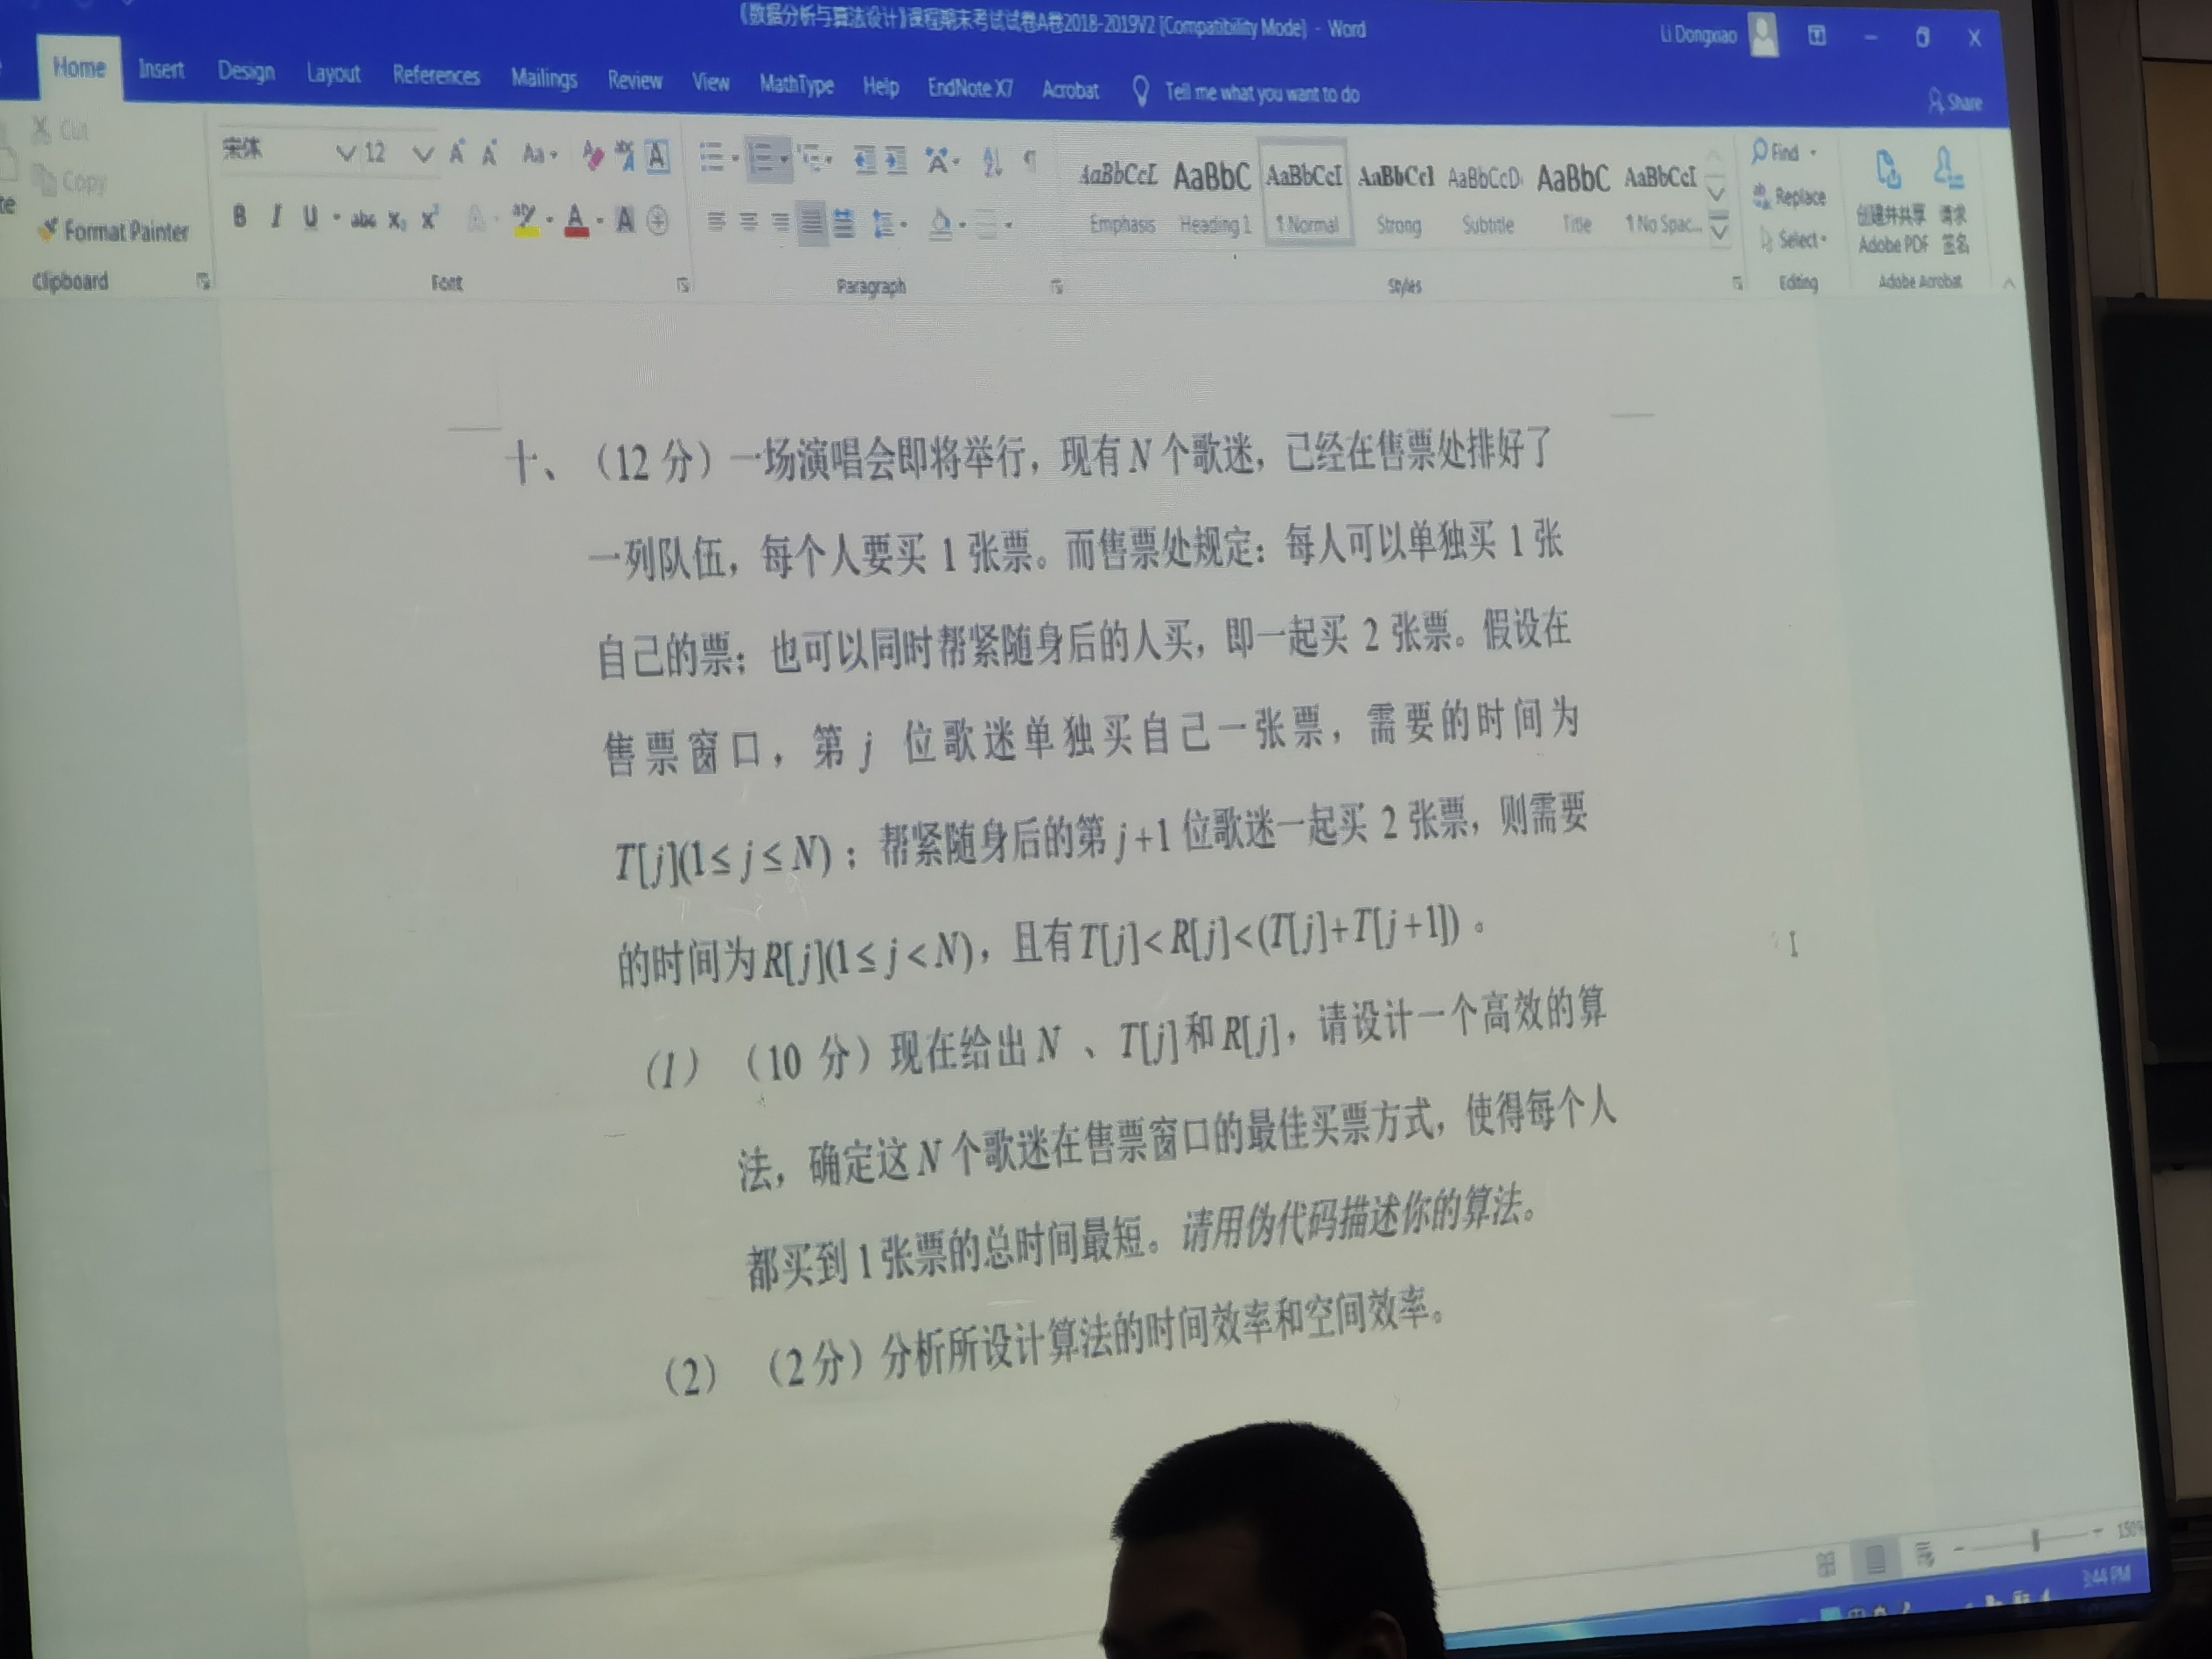 《数据分析与算法设计》课程期末考试试卷A卷2018-2019V2 [Compatibility Mode] - Word
Li Dongxiao
Home Insert Design Layout References Mailings Review View MathType Help EndNote X7 Acrobat Tell me what you want to do
Share
Cut
Copy
Format Painter
Clipboard
宋体 12
Font
Paragraph
AaBbCcI AaBbC AaBbCcI AaBbCcI AaBbCcD AaBbC AaBbCcI
Emphasis Heading 1 1 Normal Strong Subtitle Title 1 No Spac...
Styles
Find
Replace
Select
Editing
创建并共享 请求
Adobe PDF 签名
Adobe Acrobat
十、（12 分）一场演唱会即将举行，现有 N 个歌迷，已经在售票处排好了
一列队伍，每个人要买 1 张票。而售票处规定：每人可以单独买 1 张
自己的票；也可以同时帮紧随身后的人买，即一起买 2 张票。假设在
售票窗口，第 j 位歌迷单独买自己一张票，需要的时间为
T[j](1≤ j ≤ N)；帮紧随身后的第 j+1 位歌迷一起买 2 张票，则需要
的时间为 R[j](1≤ j < N)，且有 T[j]< R[j]<(T[j]+T[j+1])。
（1）（10 分）现在给出 N 、T[j] 和 R[j]，请设计一个高效的算
法，确定这 N 个歌迷在售票窗口的最佳买票方式，使得每个人
都买到 1 张票的总时间最短。请用伪代码描述你的算法。
（2）（2 分）分析所设计算法的时间效率和空间效率。
150%
3:44 PM